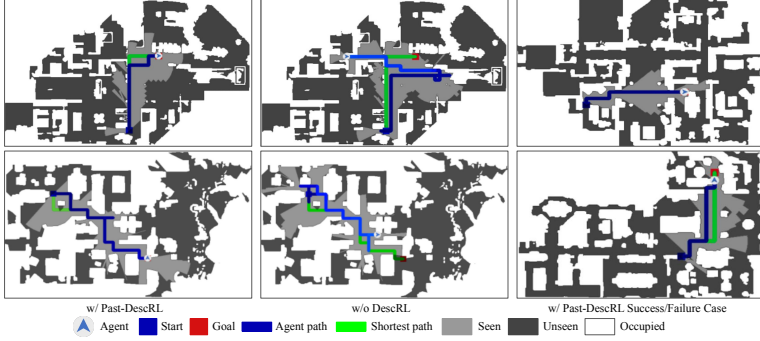 w/ Past-DescRL w/o DescRL w/ Past-DescRL Success/Failure Case
Agent Start Goal Agent path Shortest path Seen Unseen Occupied